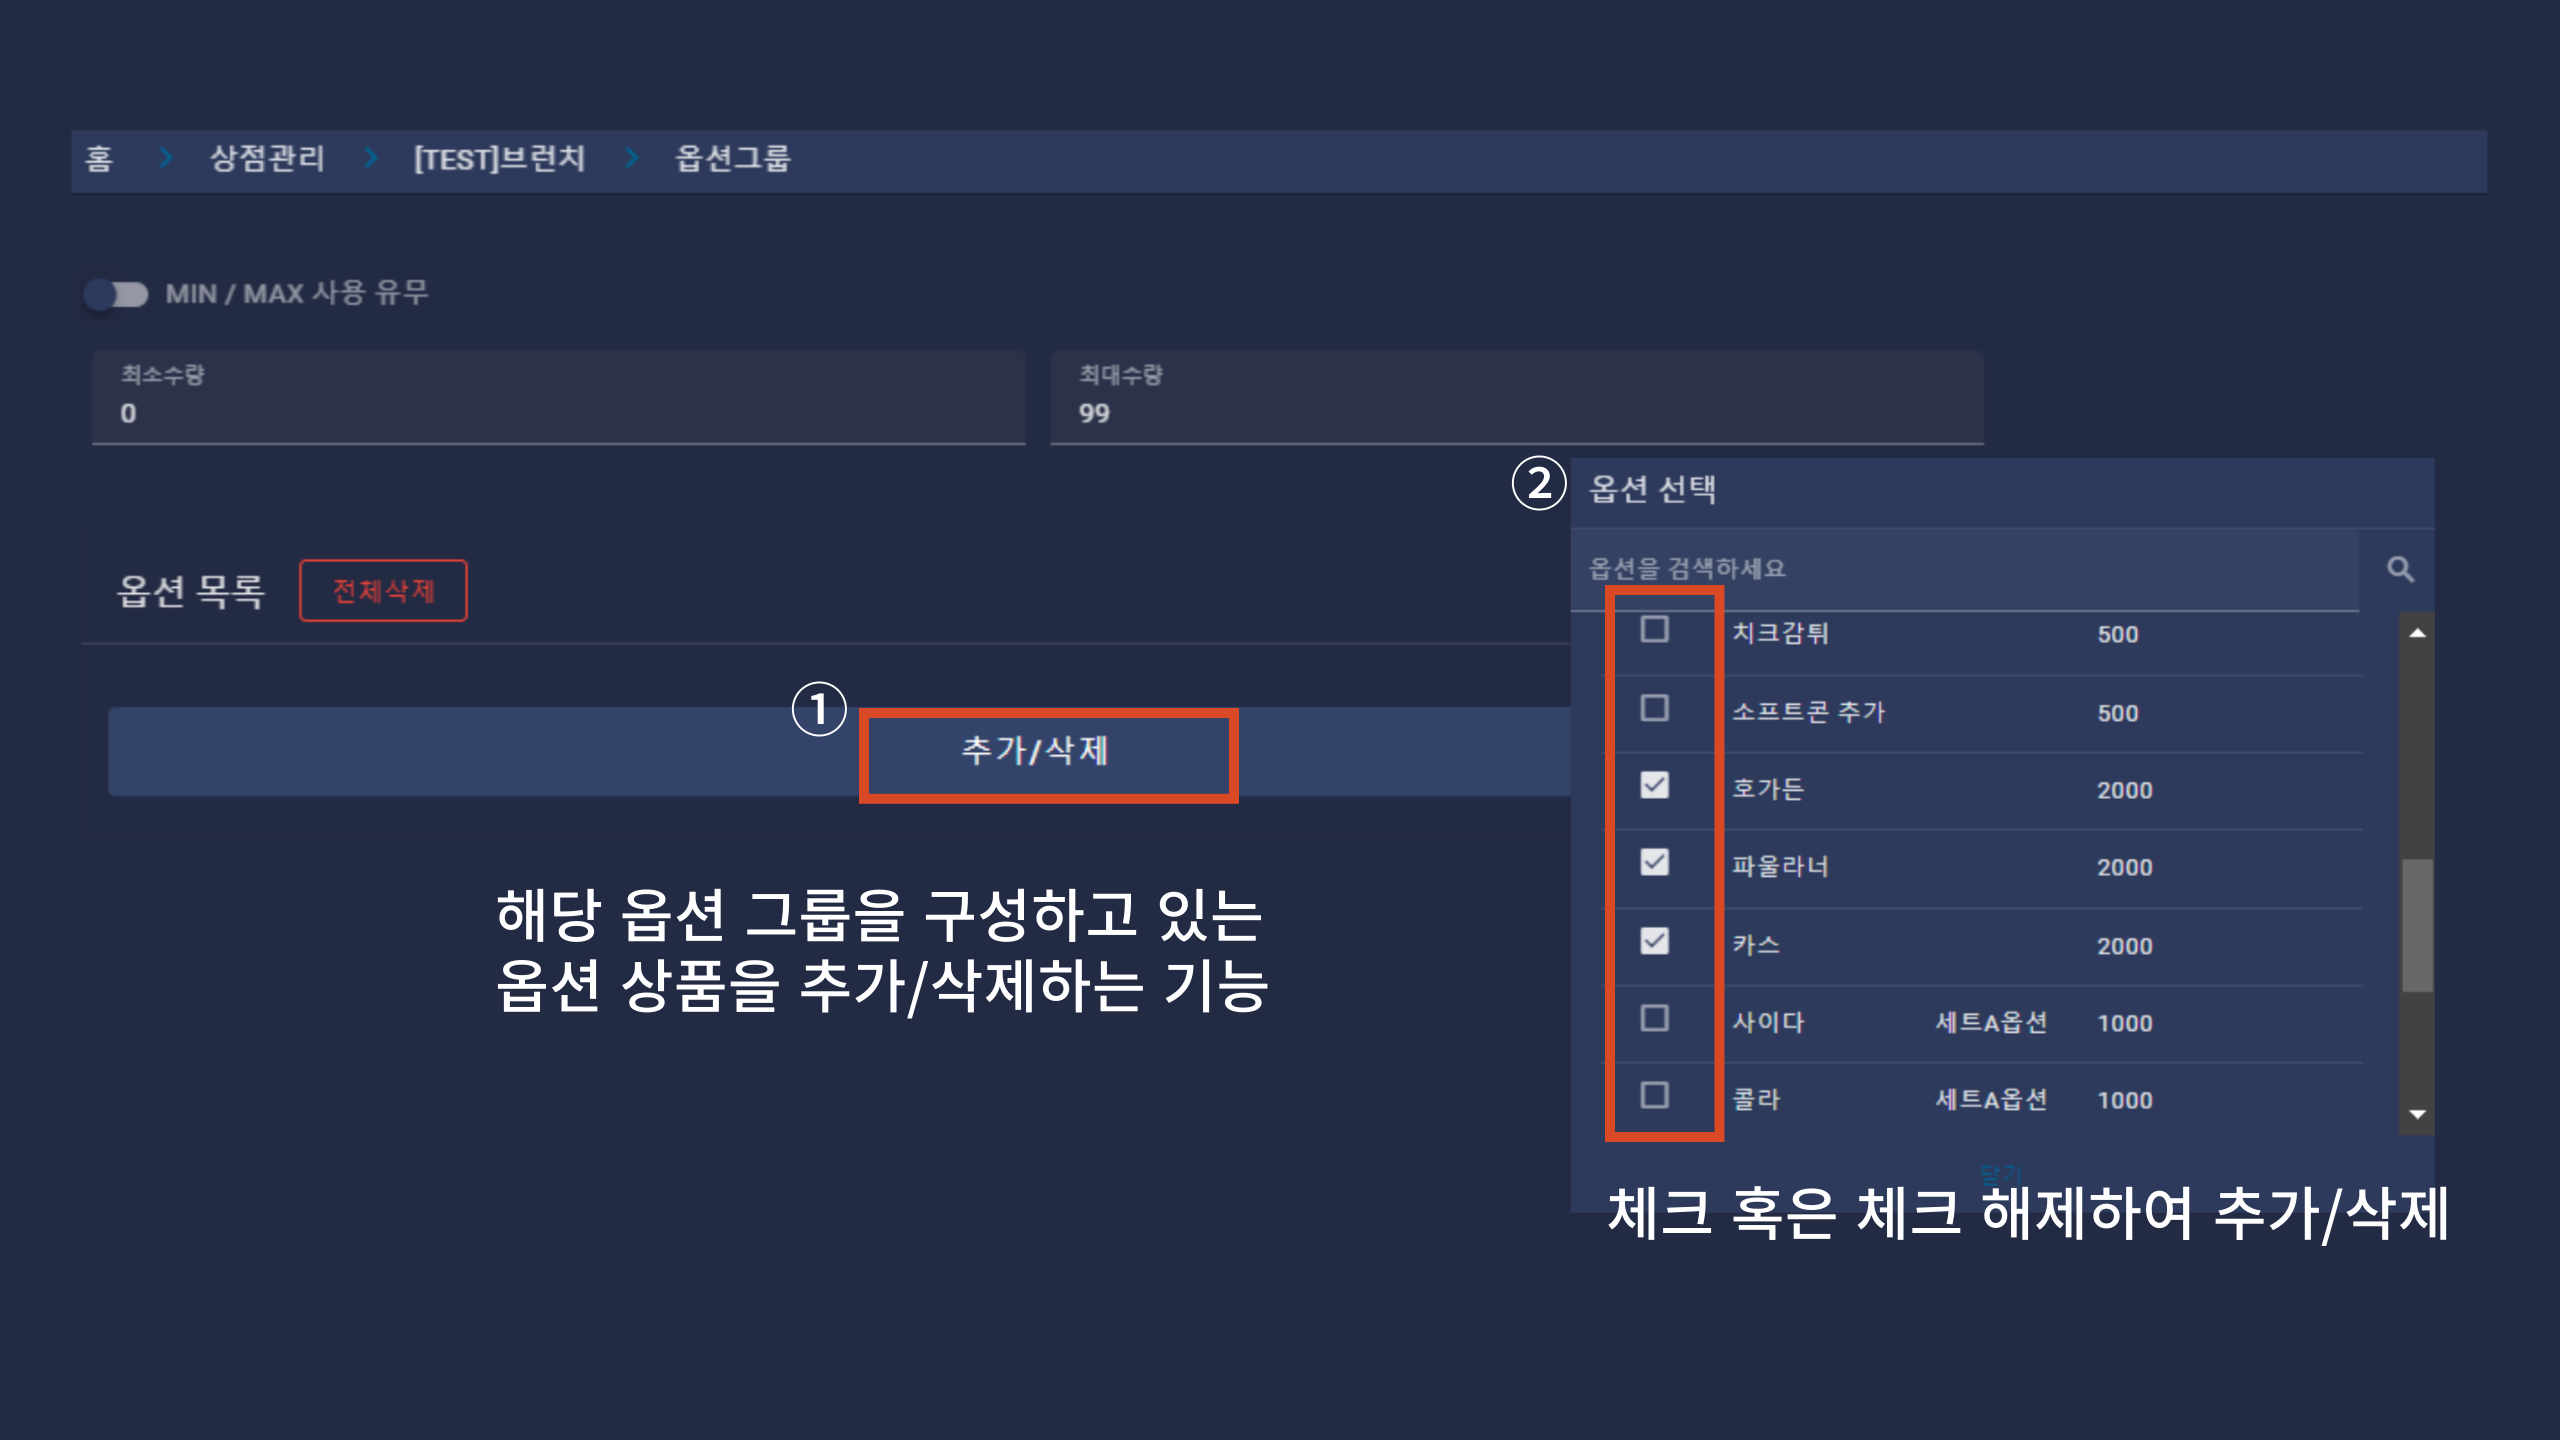 홈 > 상점관리 > [TEST]브런치 > 옵션그룹
MIN / MAX 사용 유무
최소수량
0
최대수량
99
옵션 목록
전체삭제
① 추가/삭제
해당 옵션 그룹을 구성하고 있는
옵션 상품을 추가/삭제하는 기능
② 옵션 선택
옵션을 검색하세요
치크감튀 500
소프트콘 추가 500
호가든 2000
파울라너 2000
카스 2000
사이다 세트A옵션 1000
콜라 세트A옵션 1000
닫기
체크 혹은 체크 해제하여 추가/삭제